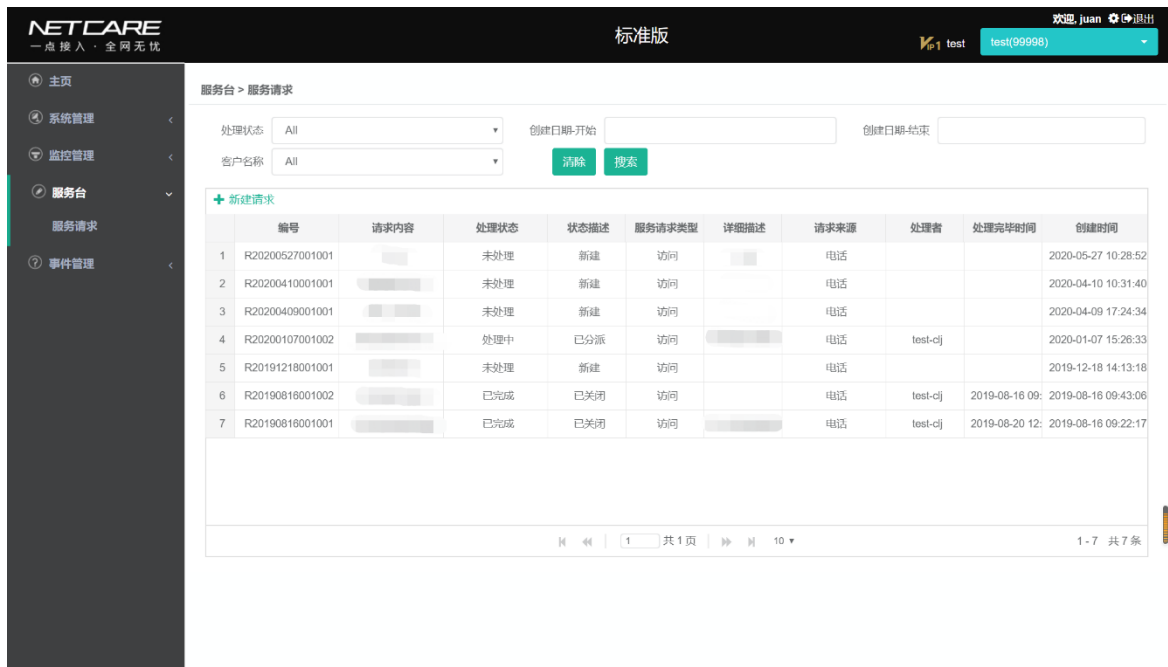 NETCARE
一点接入 · 全网无忧
标准版
欢迎, juan 退出
VIP1 test test(99998)
主页
系统管理
监控管理
服务台
服务请求
事件管理
服务台 > 服务请求
处理状态 All 创建日期-开始 创建日期-结束
客户名称 All 清除 搜索
新建请求
编号 请求内容 处理状态 状态描述 服务请求类型 详细描述 请求来源 处理者 处理完毕时间 创建时间
1 R20200527001001 未处理 新建 访问 电话 2020-05-27 10:28:52
2 R20200410001001 未处理 新建 访问 电话 2020-04-10 10:31:40
3 R20200409001001 未处理 新建 访问 电话 2020-04-09 17:24:34
4 R20200107001002 处理中 已分派 访问 电话 test-clj 2020-01-07 15:26:33
5 R20191218001001 未处理 新建 访问 电话 2019-12-18 14:13:18
6 R20190816001002 已完成 已关闭 访问 电话 test-clj 2019-08-16 09: 2019-08-16 09:43:06
7 R20190816001001 已完成 已关闭 访问 电话 test-clj 2019-08-20 12: 2019-08-16 09:22:17
1 共 1 页 10 1 - 7 共 7 条